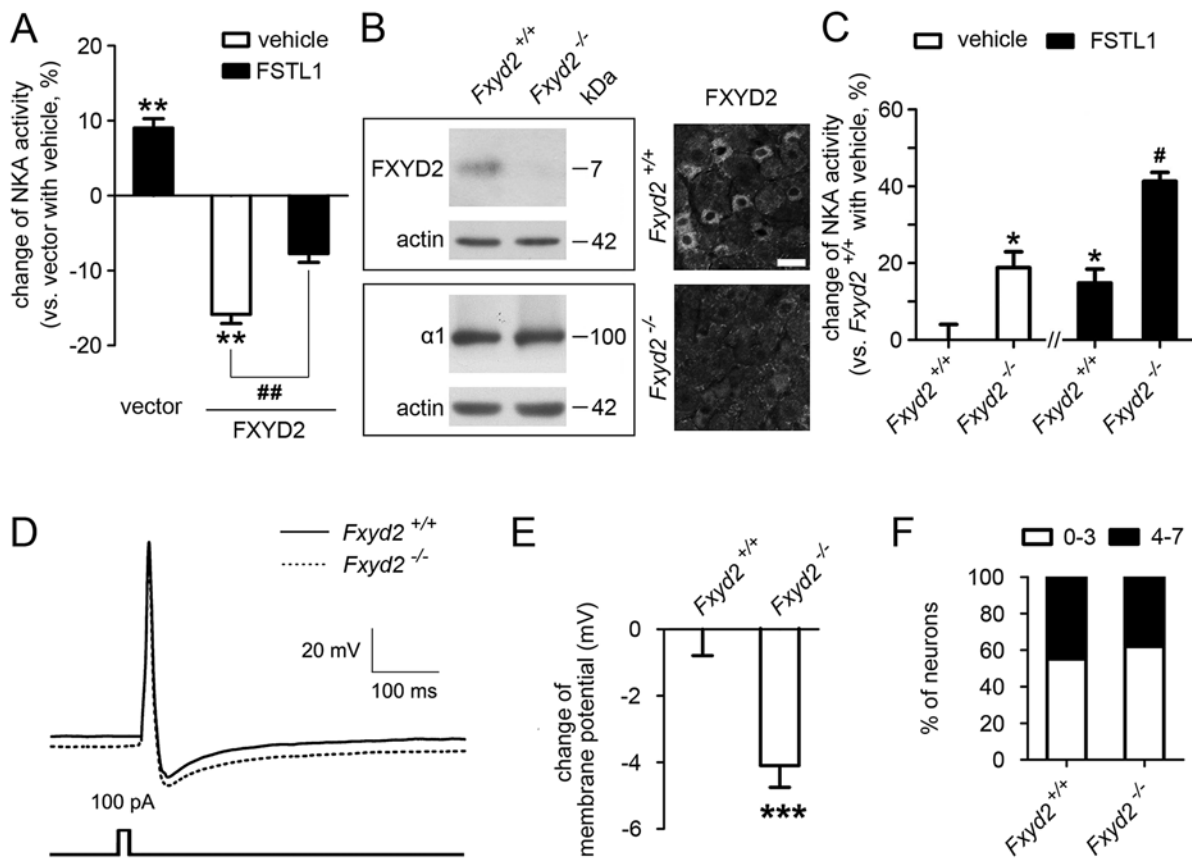 A
change of NKA activity
(vs. vector with vehicle, %)
20
10
0
-10
-20
vehicle
FSTL1
**
**
##
vector
FXYD2
B
Fxyd2 +/+
Fxyd2 -/-
kDa
FXYD2
7
actin
42
α1
100
actin
42
FXYD2
Fxyd2 +/+
Fxyd2 -/-
C
vehicle
FSTL1
change of NKA activity
(vs. Fxyd2 +/+ with vehicle, %)
60
40
20
0
*
*
#
//
Fxyd2 +/+
Fxyd2 -/-
Fxyd2 +/+
Fxyd2 -/-
D
Fxyd2 +/+
Fxyd2 -/-
20 mV
100 ms
100 pA
E
Fxyd2 +/+
Fxyd2 -/-
change of
membrane potential (mV)
0
-2
-4
-6
***
F
0-3
4-7
% of neurons
100
80
60
40
20
0
Fxyd2 +/+
Fxyd2 -/-